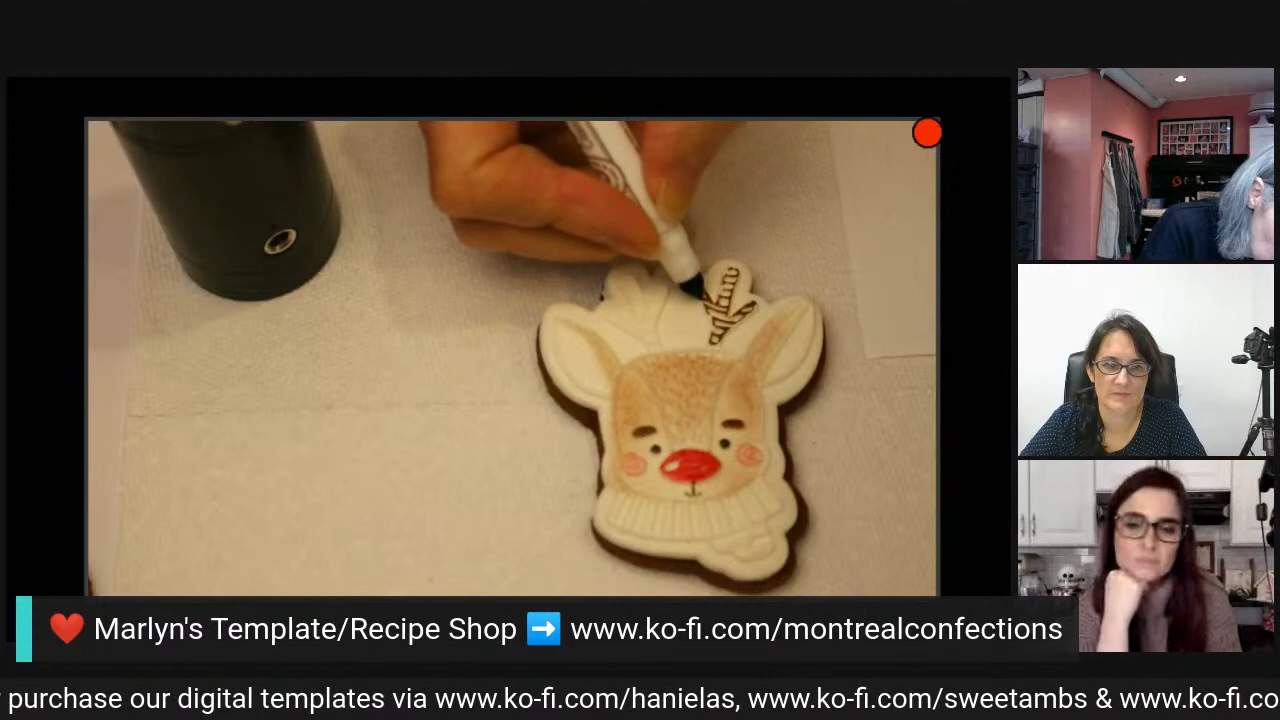 ❤️ Marlyn's Template/Recipe Shop ➡️ www.ko-fi.com/montrealconfections
purchase our digital templates via www.ko-fi.com/hanielas, www.ko-fi.com/sweetambs & www.ko-fi.co